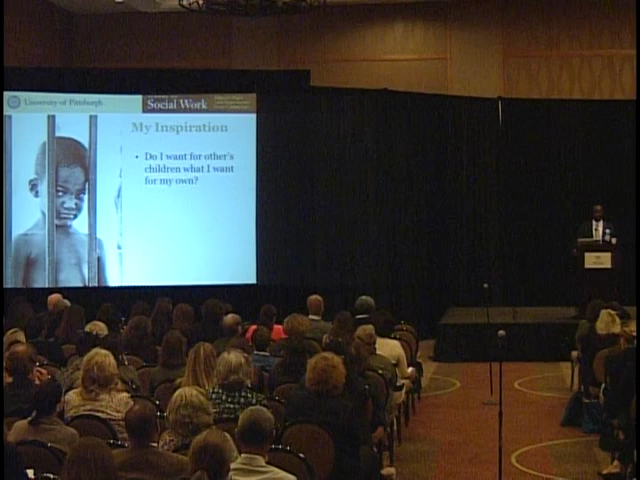 University of Pittsburgh
Social Work
My Inspiration
• Do I want for other's
children what I want
for my own?